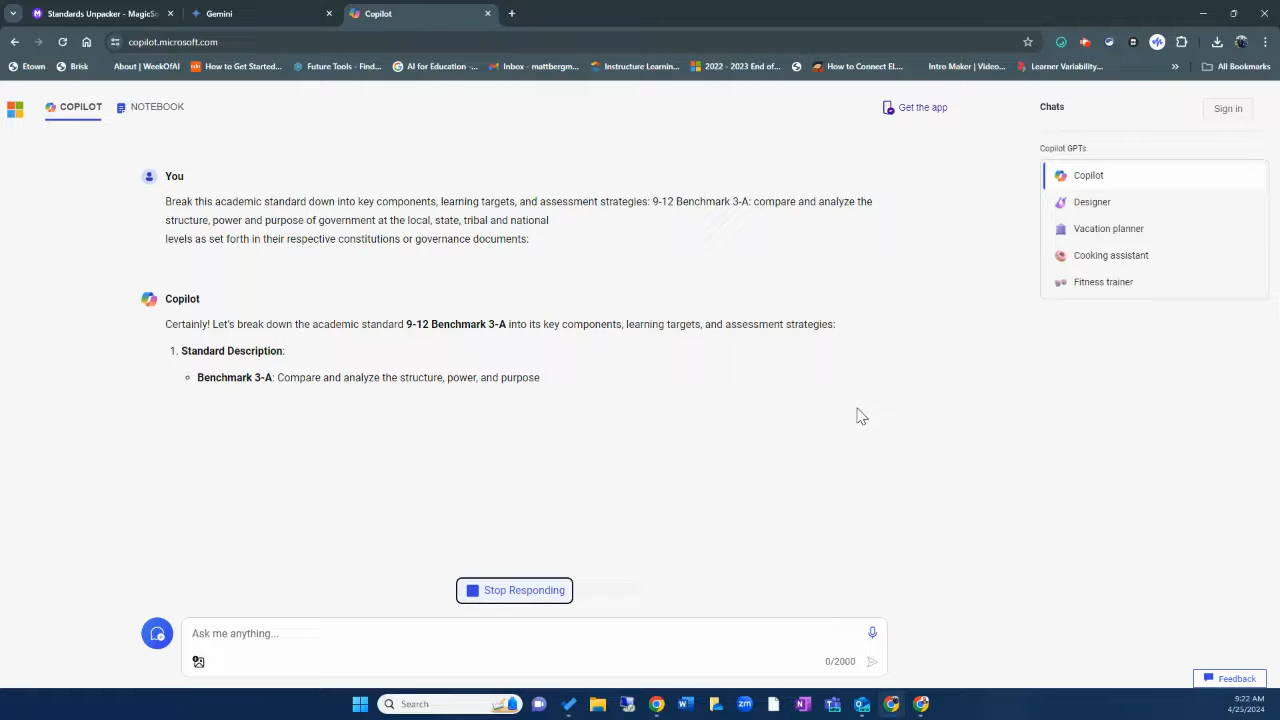 Standards Unpacker - MagicSc
Gemini
Copilot
copilot.microsoft.com
Etown
Brisk
About | WeekOfAI
How to Get Started...
Future Tools - Find...
AI for Education -...
Inbox - mattbergm...
Instructure Learnin...
2022 - 2023 End of...
How to Connect EL...
Intro Maker | Video...
Learner Variability...
All Bookmarks
COPILOT
NOTEBOOK
Get the app
Chats
Sign in
Copilot GPTs
Copilot
Designer
Vacation planner
Cooking assistant
Fitness trainer
You
Break this academic standard down into key components, learning targets, and assessment strategies: 9-12 Benchmark 3-A: compare and analyze the
structure, power and purpose of government at the local, state, tribal and national
levels as set forth in their respective constitutions or governance documents:
Copilot
Certainly! Let's break down the academic standard 9-12 Benchmark 3-A into its key components, learning targets, and assessment strategies:
1. Standard Description:
Benchmark 3-A: Compare and analyze the structure, power, and purpose
Stop Responding
Ask me anything...
0/2000
Feedback
Search
9:22 AM
4/25/2024